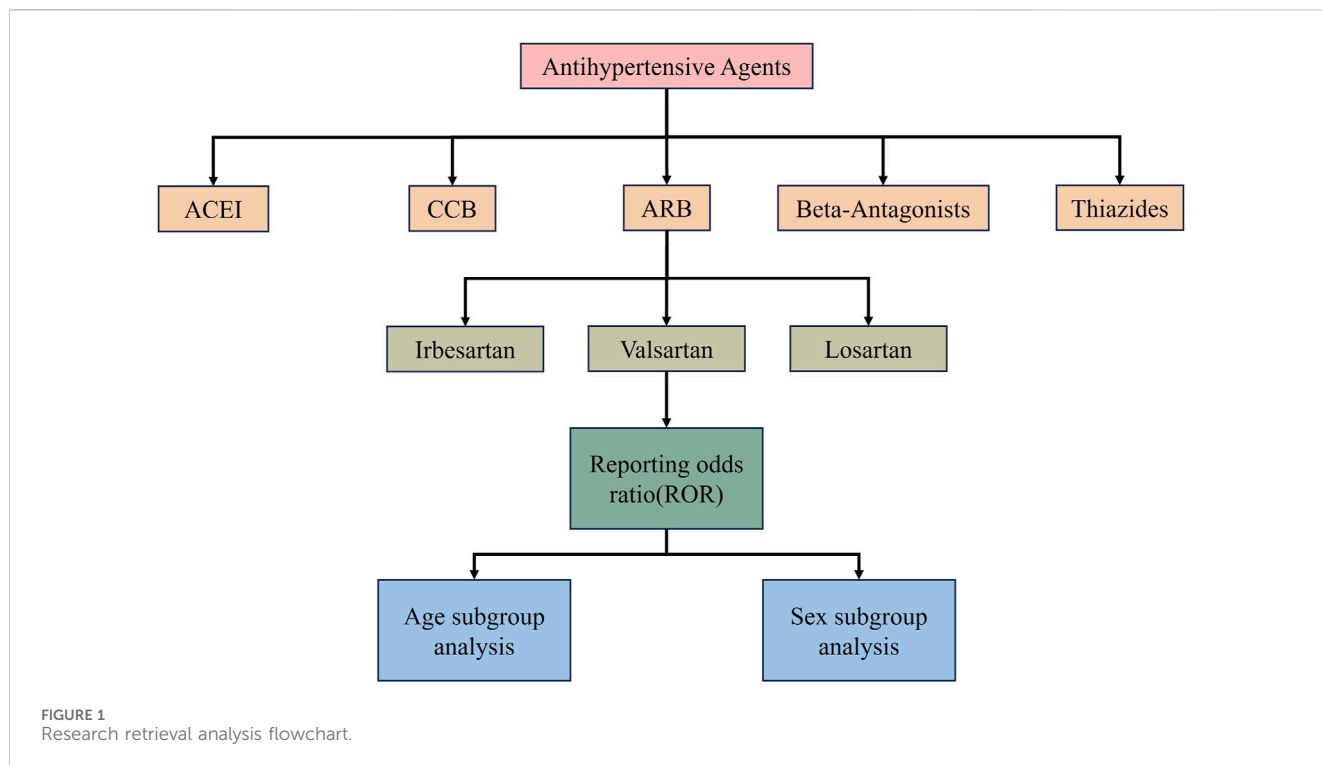 Antihypertensive Agents
ACEI
CCB
ARB
Beta-Antagonists
Thiazides
Irbesartan
Valsartan
Losartan
Reporting odds
ratio(ROR)
Age subgroup
analysis
Sex subgroup
analysis
FIGURE 1
Research retrieval analysis flowchart.